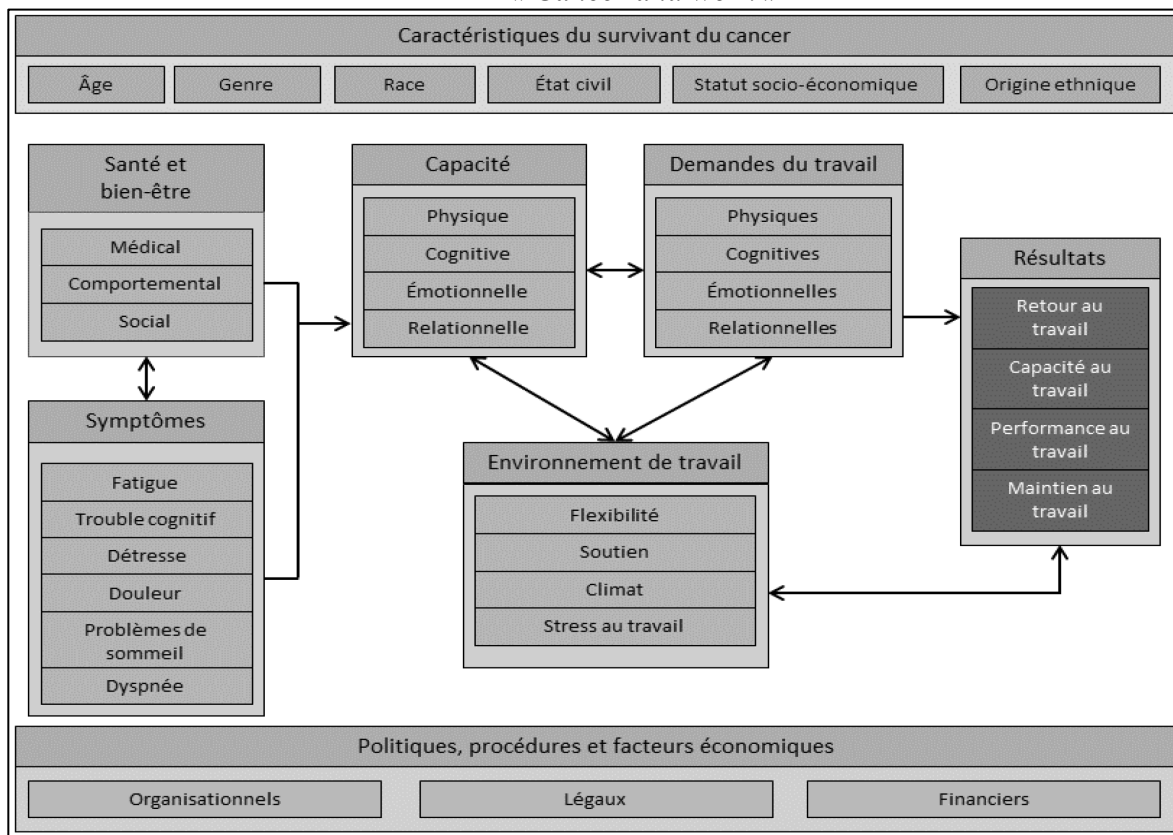 Caractéristiques du survivant du cancer
Âge
Genre
Race
État civil
Statut socio-économique
Origine ethnique
Santé et
bien-être
Médical
Comportemental
Social
Capacité
Physique
Cognitive
Émotionnelle
Relationnelle
Demandes du travail
Physiques
Cognitives
Émotionnelles
Relationnelles
Résultats
Retour au
travail
Capacité au
travail
Performance au
travail
Maintien au
travail
Symptômes
Fatigue
Trouble cognitif
Détresse
Douleur
Problèmes de
sommeil
Dyspnée
Environnement de travail
Flexibilité
Soutien
Climat
Stress au travail
Politiques, procédures et facteurs économiques
Organisationnels
Légaux
Financiers